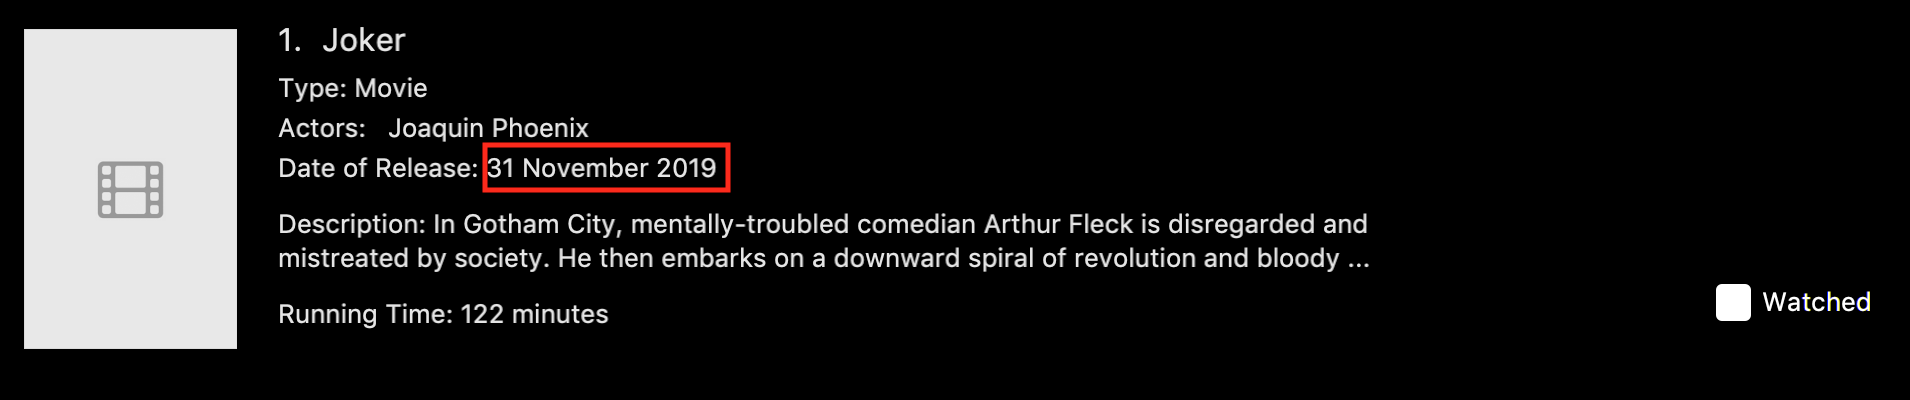 1. Joker
Type: Movie
Actors: Joaquin Phoenix
Date of Release: 31 November 2019
Description: In Gotham City, mentally-troubled comedian Arthur Fleck is disregarded and
mistreated by society. He then embarks on a downward spiral of revolution and bloody ...
Running Time: 122 minutes
Watched